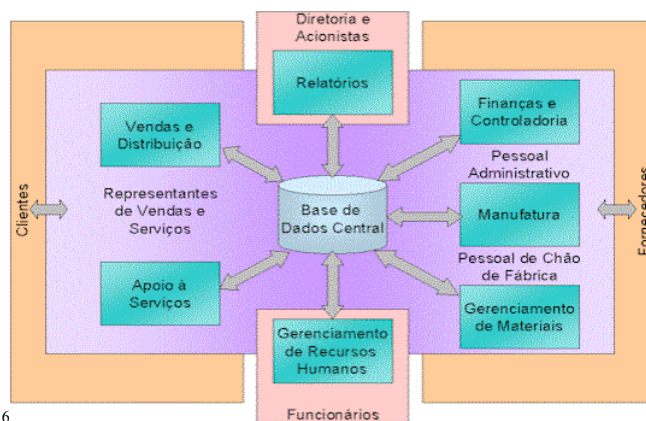 Diretoria e
Acionistas
Relatórios
Vendas e
Distribuição
Finanças e
Controladoria
Pessoal
Administrativo
Clientes
Representantes
de Vendas e
Serviços
Base de
Dados Central
Manufatura
Fornecedores
Pessoal de Chão
de Fábrica
Apoio à
Serviços
Gerenciamento
de Recursos
Humanos
Gerenciamento
de Materiais
Funcionários
6